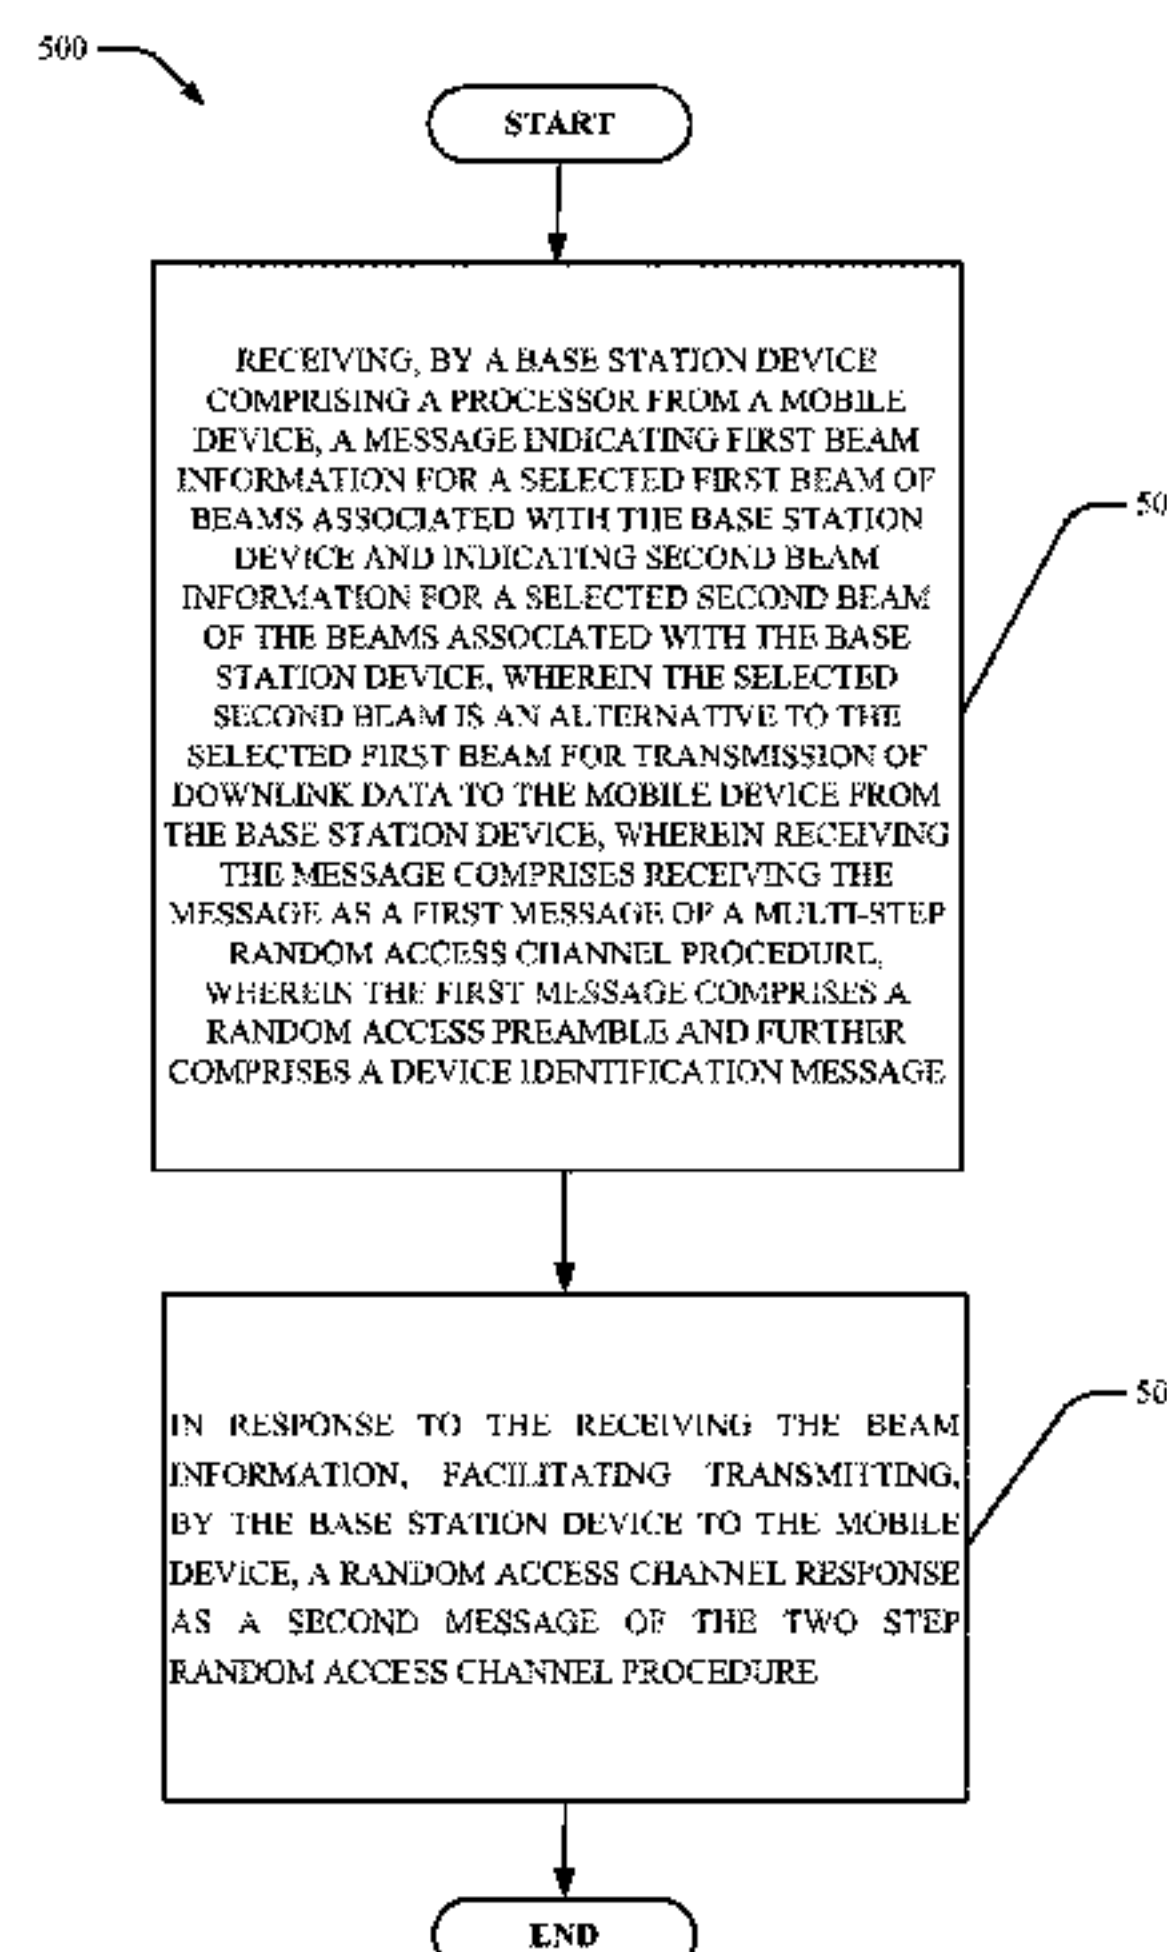 500
START
RECEIVING, BY A BASE STATION DEVICE
COMPRISING A PROCESSOR FROM A MOBILE
DEVICE, A MESSAGE INDICATING FIRST BEAM
INFORMATION FOR A SELECTED FIRST BEAM OF
BEAMS ASSOCIATED WITH THE BASE STATION
DEVICE AND INDICATING SECOND BEAM
INFORMATION FOR A SELECTED SECOND BEAM
OF THE BEAMS ASSOCIATED WITH THE BASE
STATION DEVICE, WHEREIN THE SELECTED
SECOND BEAM IS AN ALTERNATIVE TO THE
SELECTED FIRST BEAM FOR TRANSMISSION OF
DOWNLINK DATA TO THE MOBILE DEVICE FROM
THE BASE STATION DEVICE, WHEREIN RECEIVING
THE MESSAGE COMPRISES RECEIVING THE
MESSAGE AS A FIRST MESSAGE OF A MULTI-STEP
RANDOM ACCESS CHANNEL PROCEDURE,
WHEREIN THE FIRST MESSAGE COMPRISES A
RANDOM ACCESS PREAMBLE AND FURTHER
COMPRISES A DEVICE IDENTIFICATION MESSAGE
50
IN RESPONSE TO THE RECEIVING THE BEAM
INFORMATION, FACILITATING TRANSMITTING,
BY THE BASE STATION DEVICE TO THE MOBILE
DEVICE, A RANDOM ACCESS CHANNEL RESPONSE
AS A SECOND MESSAGE OF THE TWO STEP
RANDOM ACCESS CHANNEL PROCEDURE
50
END